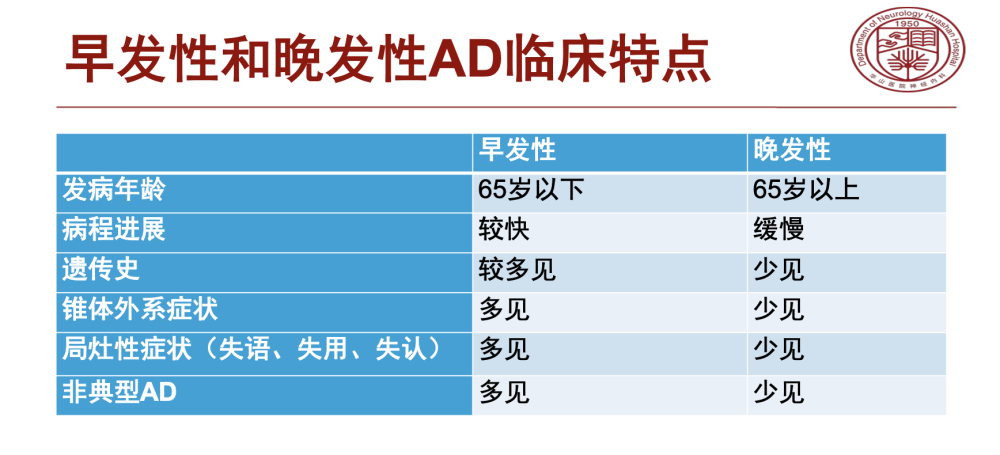 早发性和晚发性AD临床特点
Department of Neurology Huashan Hospital
1950
华山医院神经内科
早发性 晚发性
发病年龄 65岁以下 65岁以上
病程进展 较快 缓慢
遗传史 较多见 少见
锥体外系症状 多见 少见
局灶性症状（失语、失用、失认） 多见 少见
非典型AD 多见 少见